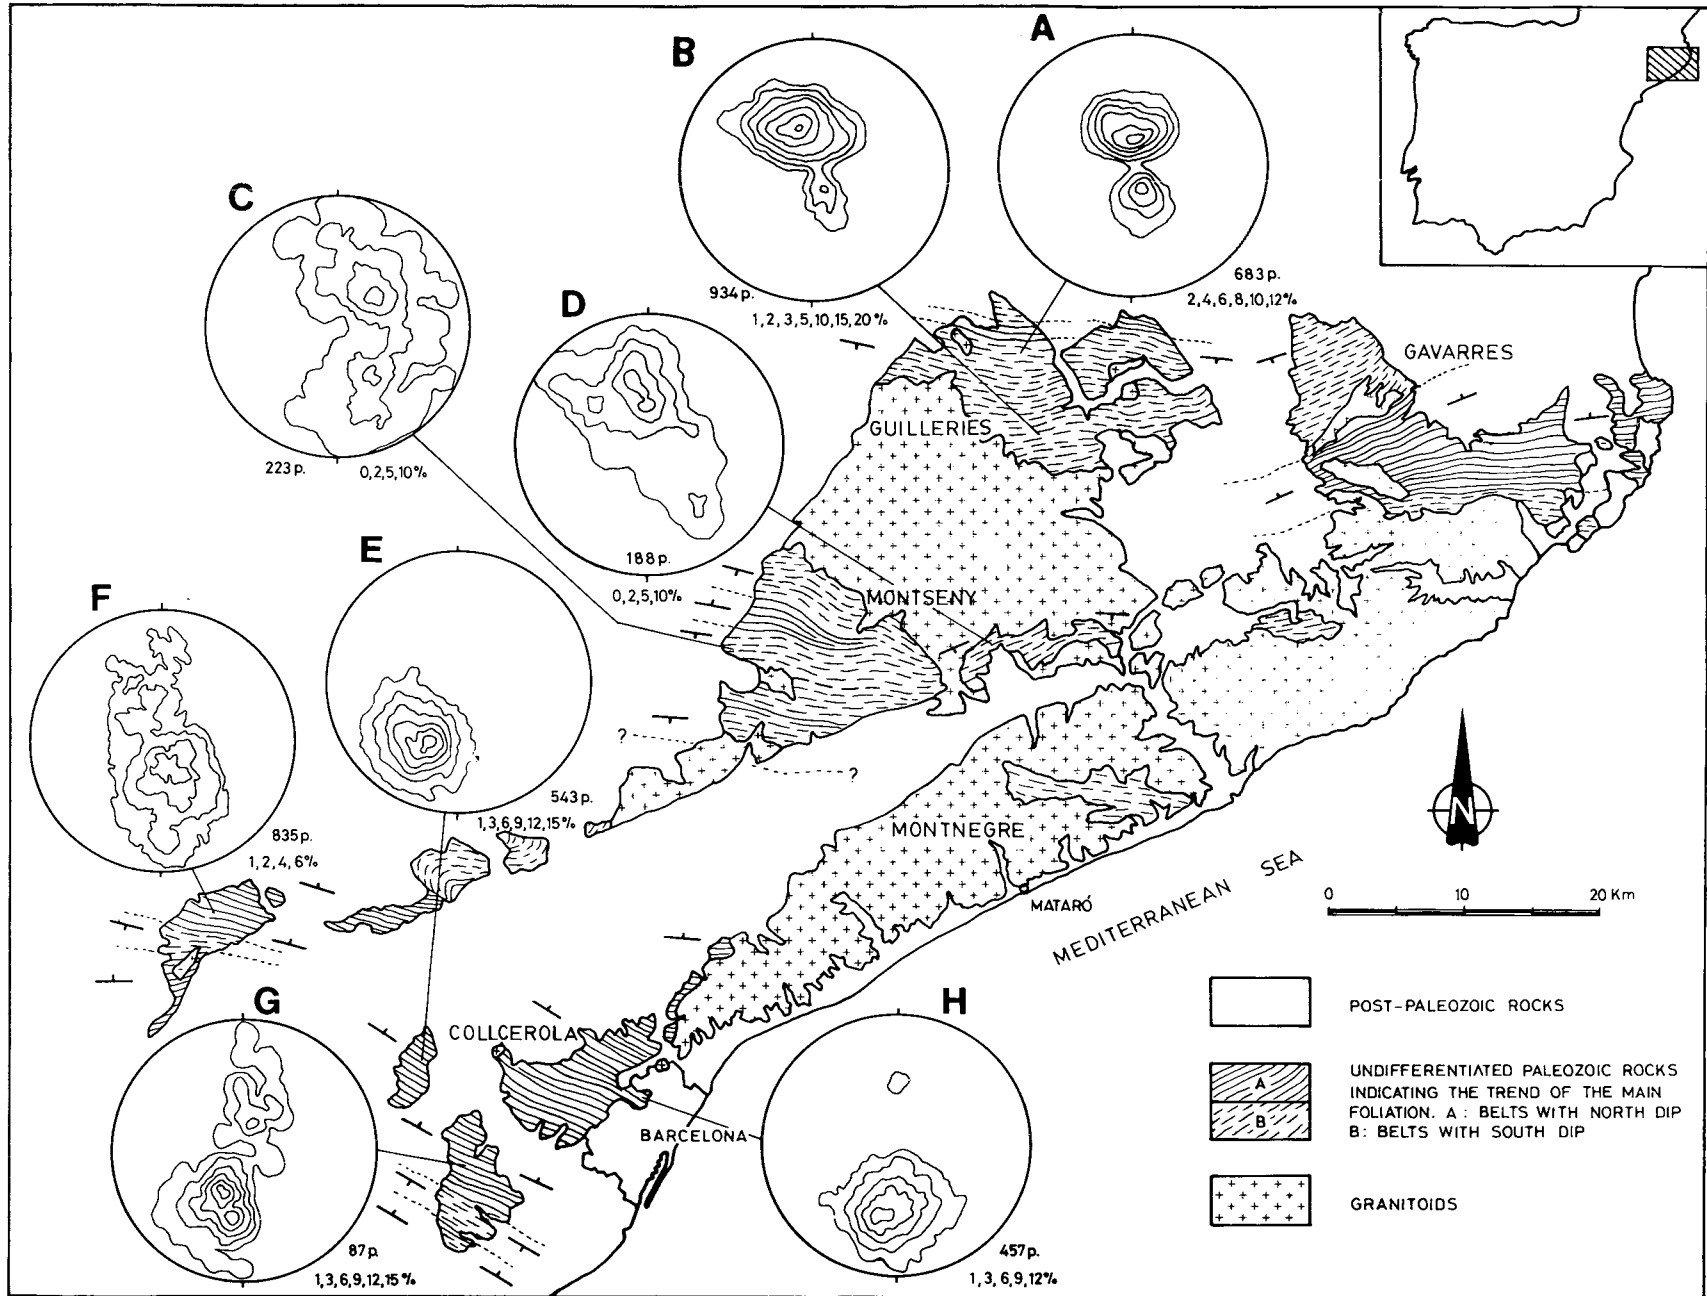 A
B
C
D
E
F
G
H
683 p.
2,4,6,8,10,12%
934 p.
1,2,3,5,10,15,20%
223 p.
0,2,5,10%
188 p.
0,2,5,10%
543 p.
1,3,6,9,12,15%
835 p.
1,2,4,6%
87 p.
1,3,6,9,12,15%
457 p.
1,3,6,9,12%
GAVARRES
GUILLERIES
MONTSENY
?
?
MONTNEGRE
MATARÓ
MEDITERRANEAN SEA
COLLCEROLA
BARCELONA
N
0 10 20 Km
POST-PALEOZOIC ROCKS
A
B
UNDIFFERENTIATED PALEOZOIC ROCKS
INDICATING THE TREND OF THE MAIN
FOLIATION. A: BELTS WITH NORTH DIP
B: BELTS WITH SOUTH DIP
GRANITOIDS